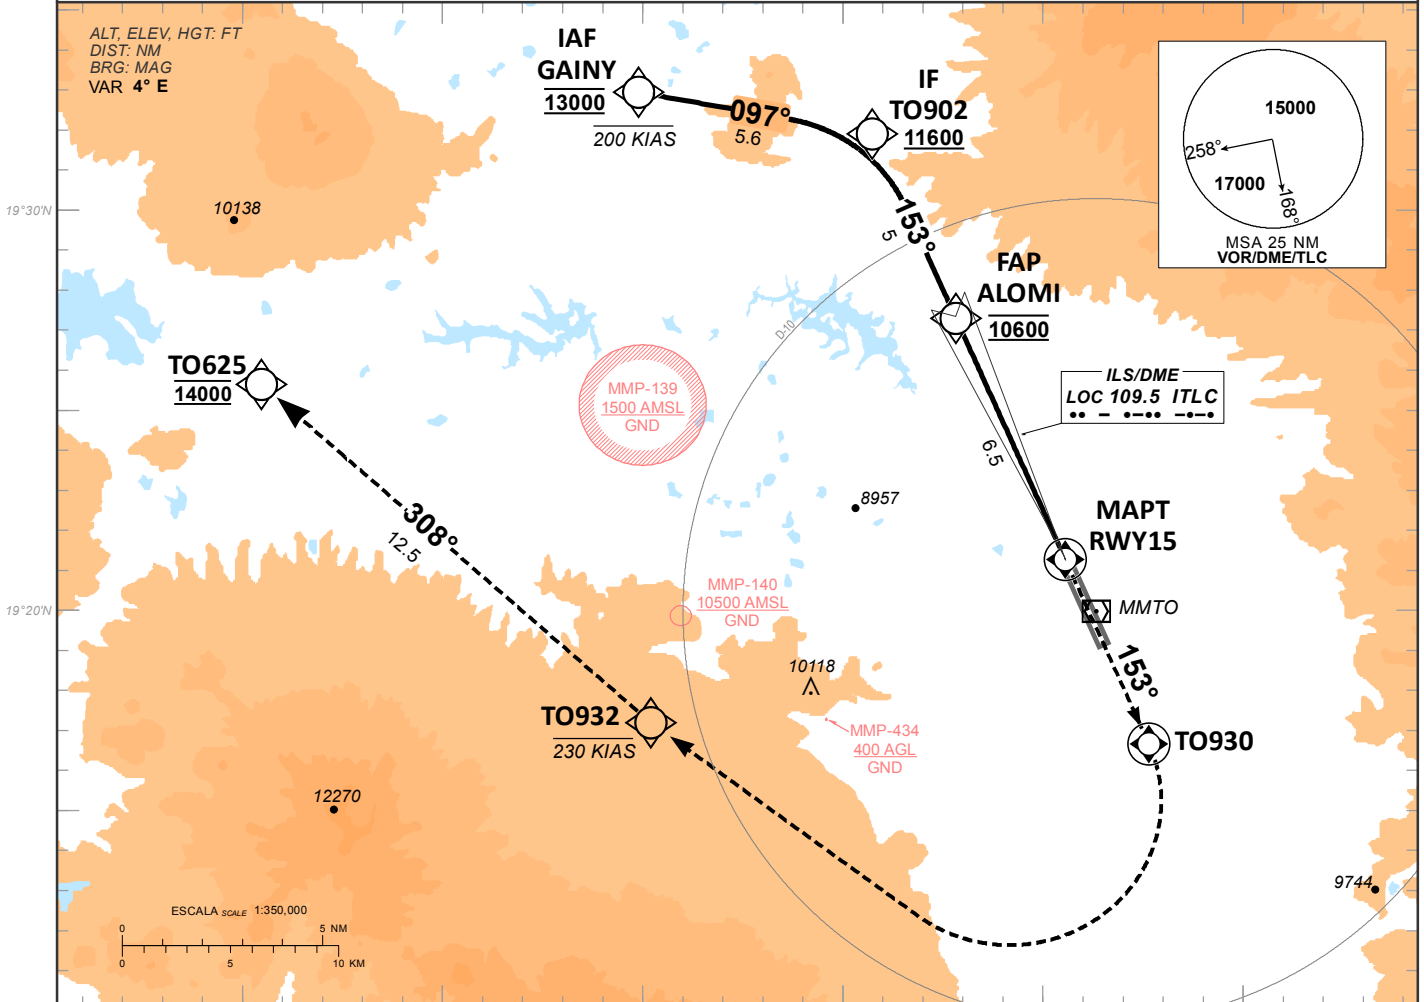 ALT, ELEV, HGT: FT
DIST: NM
BRG: MAG
VAR 4° E
IAF
GAINY
13000
200 KIAS
097°
5.6
IF
TO902
11600
15000
258°
17000
168°
MSA 25 NM
VOR/DME/TLC
19°30'N
10138
153°
5
FAP
ALOMI
10600
D-10
TO625
14000
MMP-139
1500 AMSL
GND
ILS/DME
LOC 109.5 ITLC
6.5
8957
MAPT
RWY15
308°
12.5
19°20'N
MMP-140
10500 AMSL
GND
MMTO
10118
153°
TO932
230 KIAS
MMP-434
400 AGL
GND
TO930
12270
9744
ESCALA SCALE 1:350,000
0 5 NM
0 5 10 KM